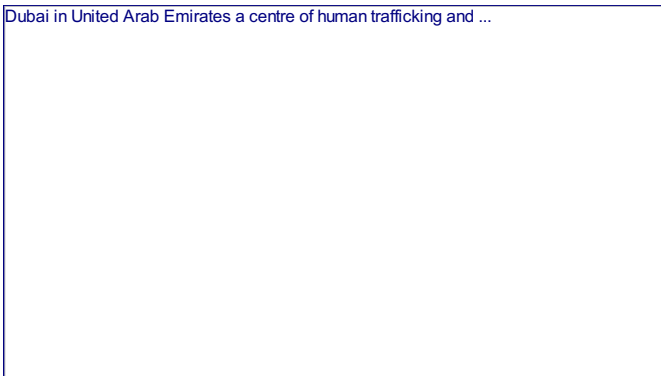 Dubai in United Arab Emirates a centre of human trafficking and ...